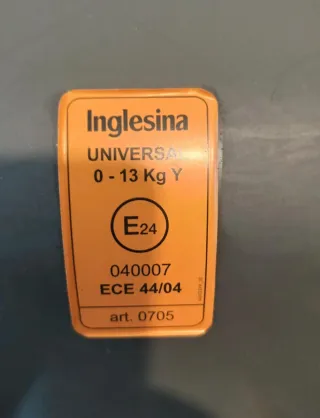 Inglesina
UNIVERSA
0 - 13 Kg Y
E24
040007
ECE 44/04
art. 0705